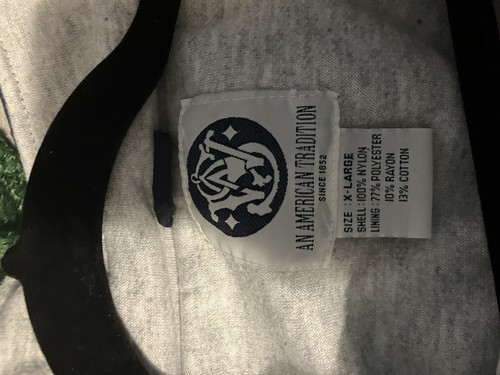 AN AMERICAN TRADITION
SINCE 1852
SIZE : X-LARGE
SHELL : 100% NYLON
LINING : 77% POLYESTER
10% RAYON
13% COTTON